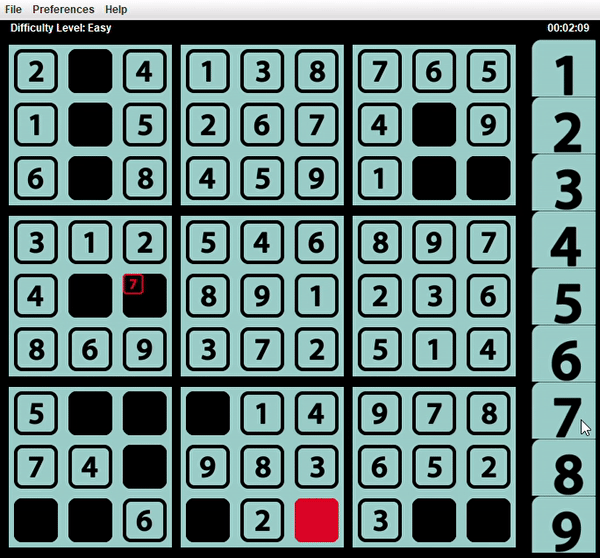 File Preferences Help
Difficulty Level: Easy 00:02:09
2 4 1 3 8 7 6 5
1 5 2 6 7 4 9
6 8 4 5 9 1
3 1 2 5 4 6 8 9 7
4 7 8 9 1 2 3 6
8 6 9 3 7 2 5 1 4
5 1 4 9 7 8
7 4 9 8 3 6 5 2
6 2 3
1
2
3
4
5
6
7
8
9